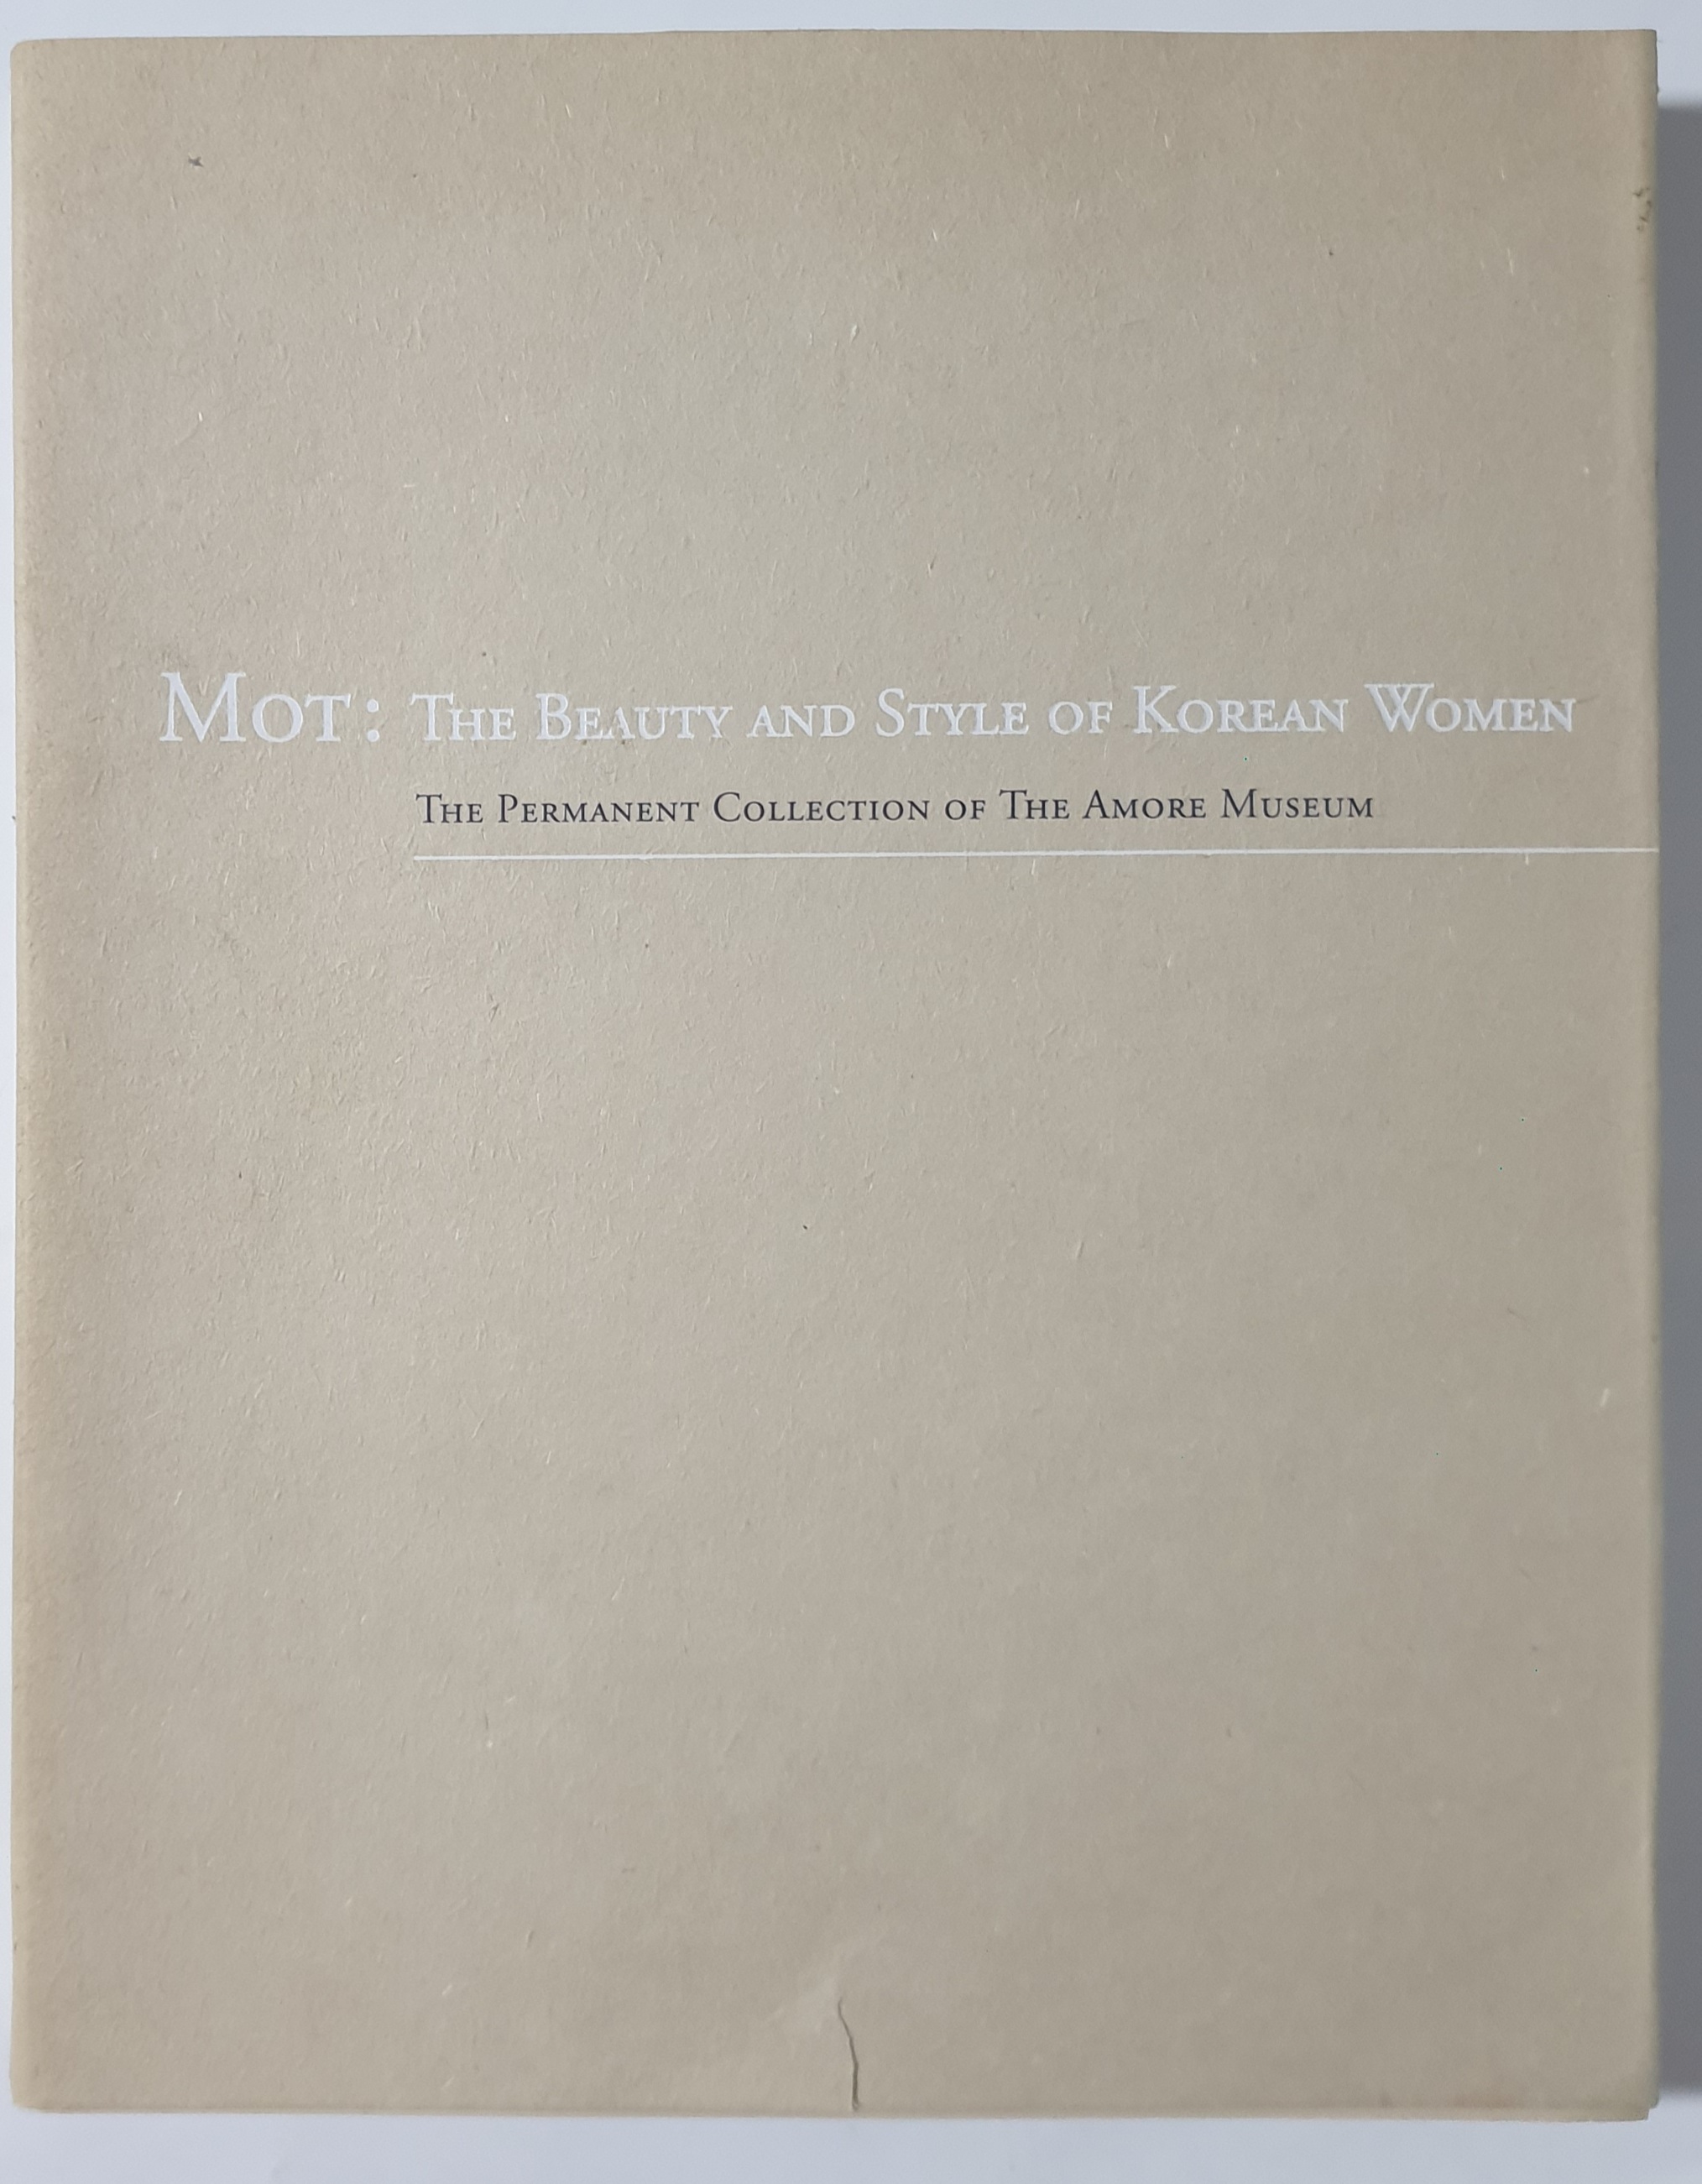 Mot: The Beauty and Style of Korean Women
The Permanent Collection of The Amore Museum